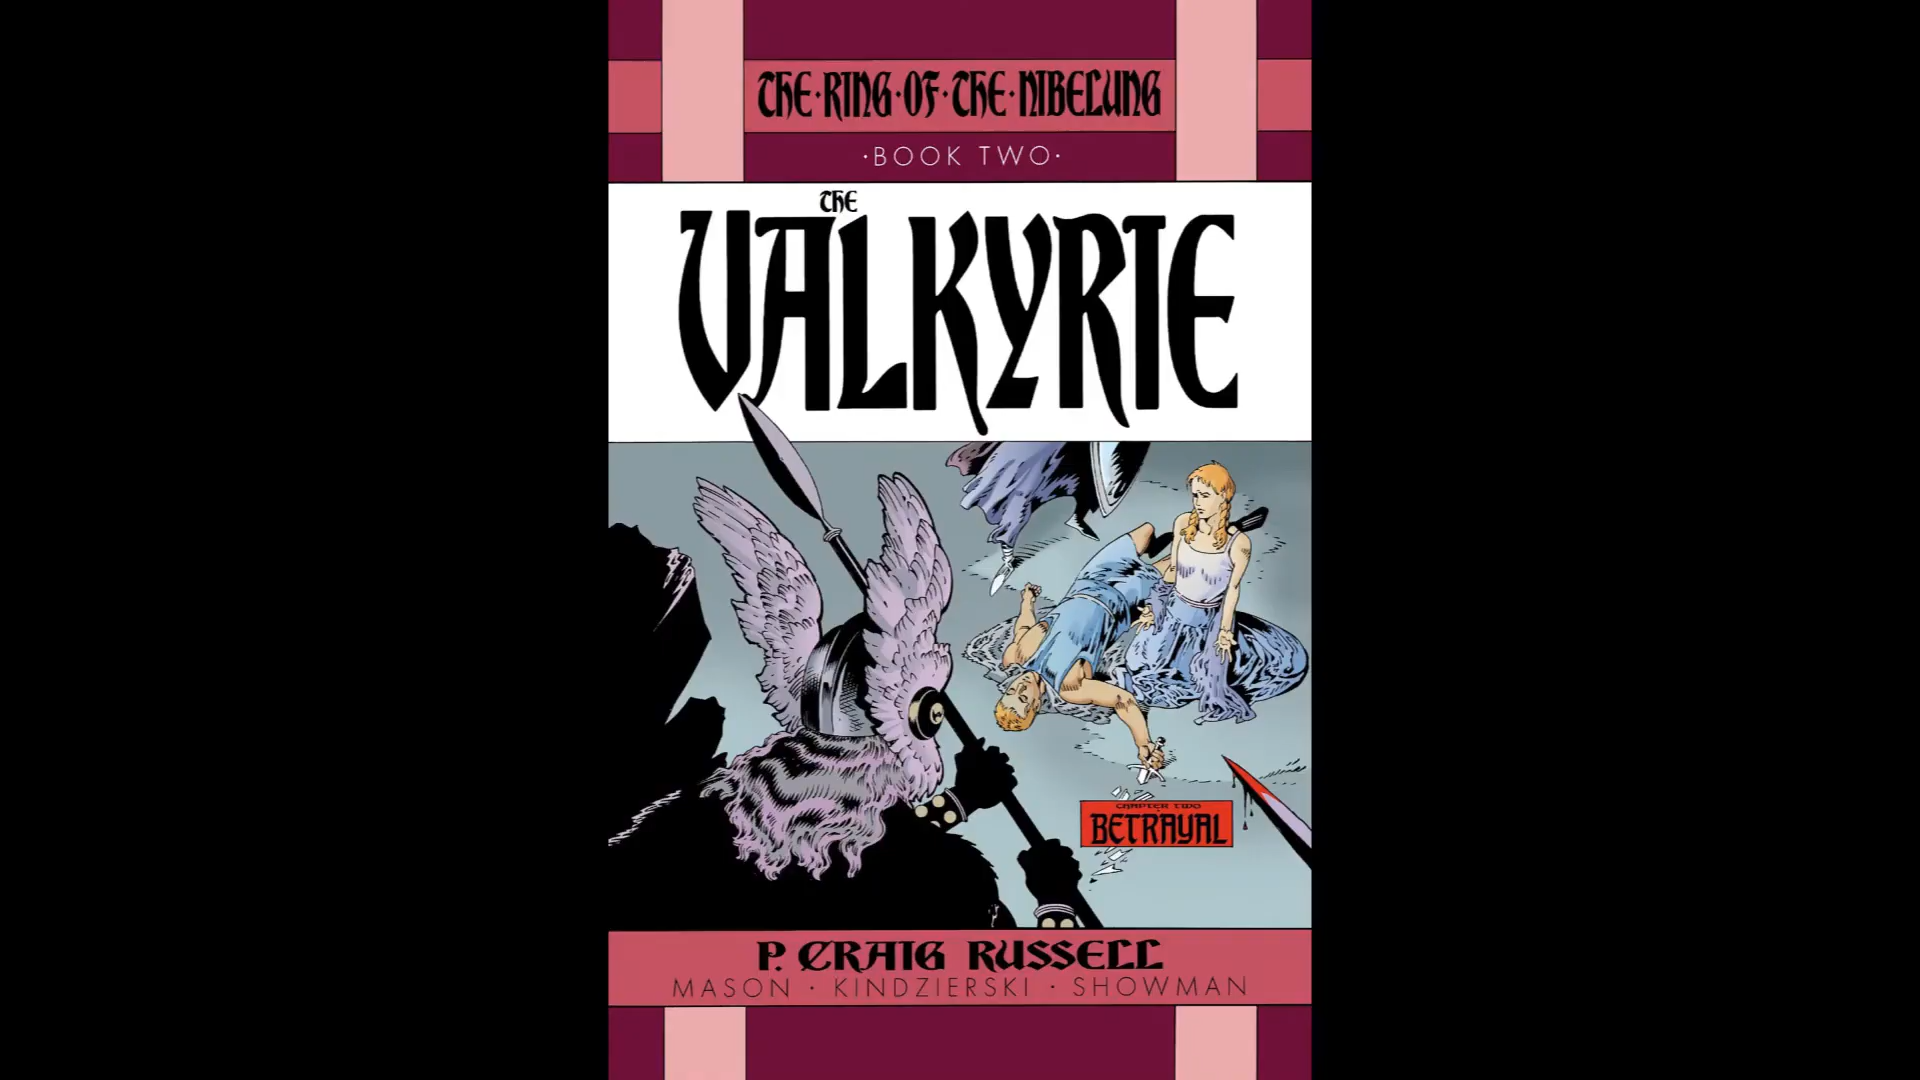 THE·RING·OF·THE·NIBELUNG
·BOOK TWO·
THE
VALKYRIE
CHAPTER TWO
BETRAYAL
P. CRAIG RUSSELL
MASON · KINDZIERSKI · SHOWMAN